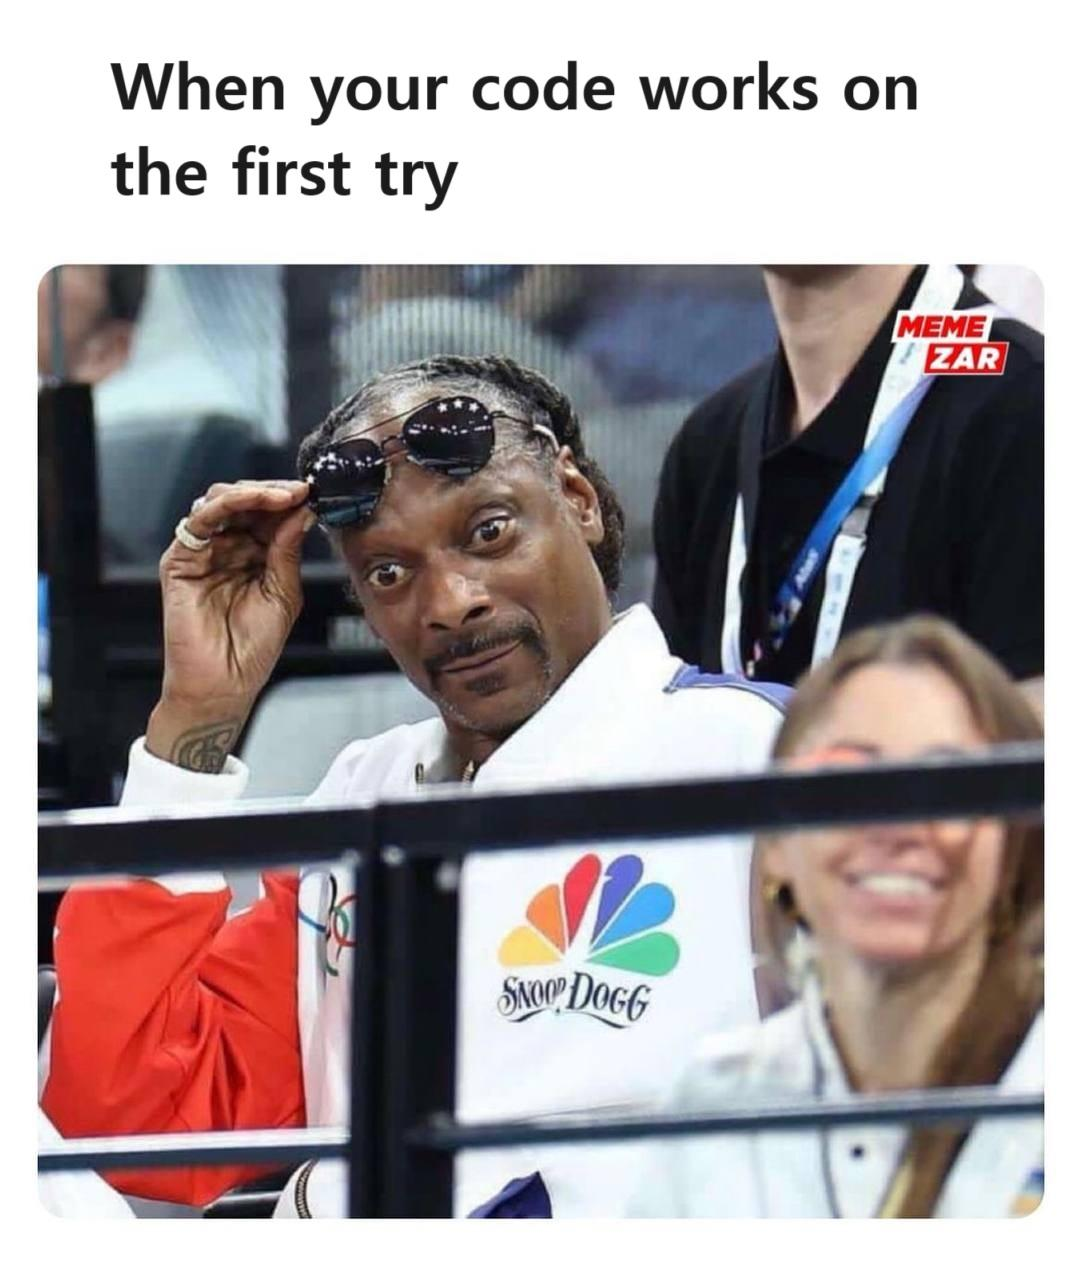 When your code works on
the first try
MEME
ZAR
SNOOP DOGG